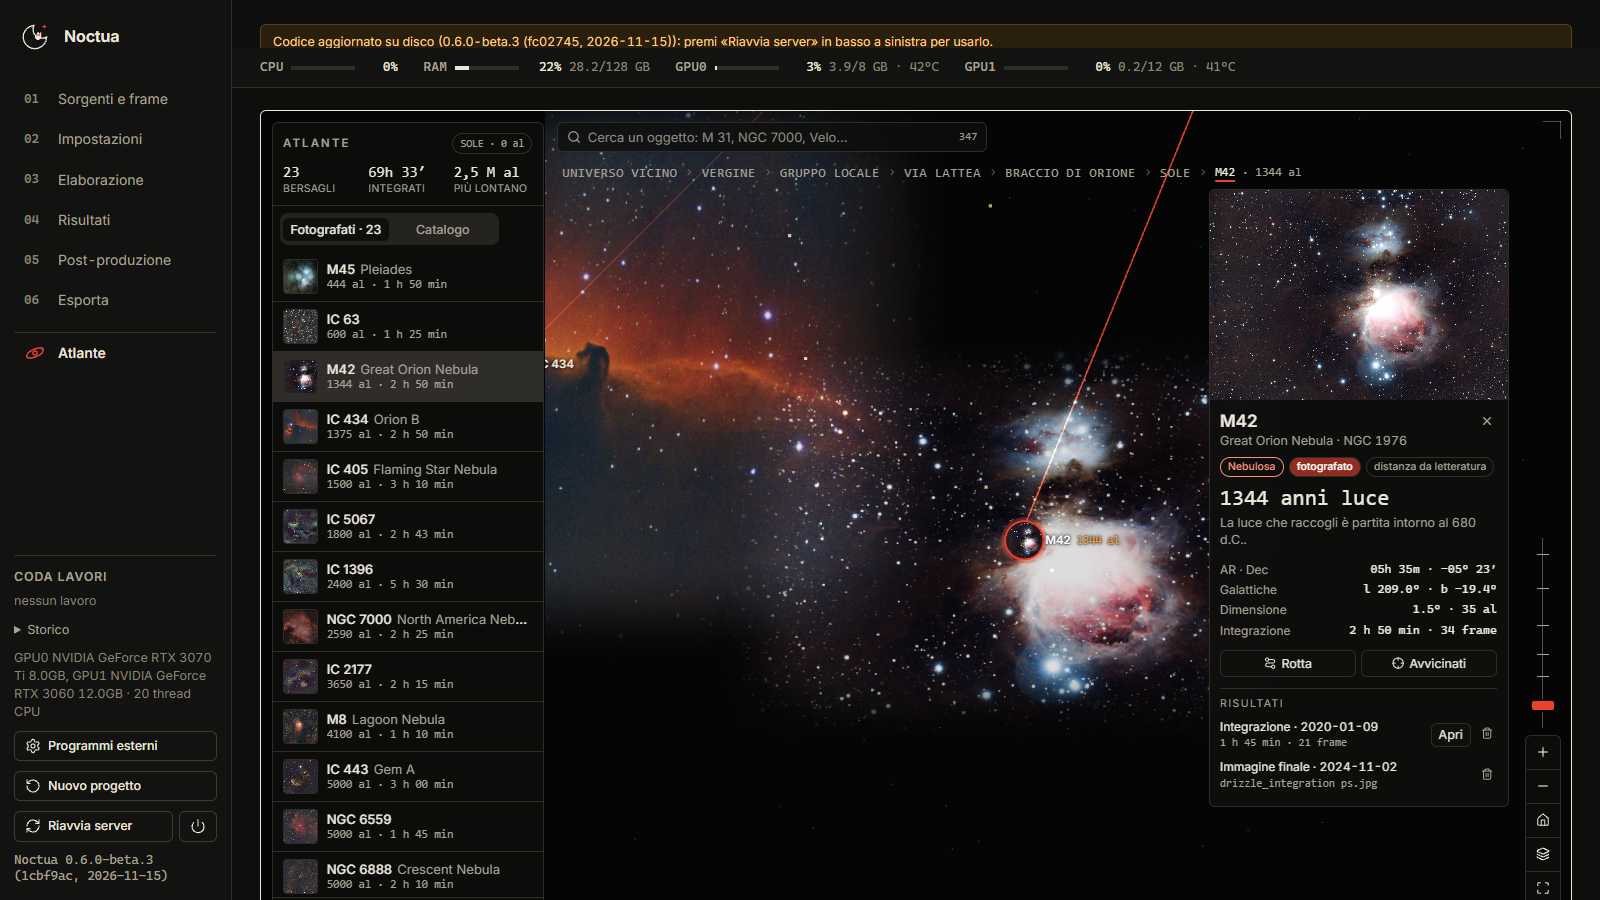 Noctua
01 Sorgenti e frame
02 Impostazioni
03 Elaborazione
04 Risultati
05 Post-produzione
06 Esporta
Atlante
CODA LAVORI
nessun lavoro
Storico
GPU0 NVIDIA GeForce RTX 3070
Ti 8.0GB, GPU1 NVIDIA GeForce
RTX 3060 12.0GB · 20 thread
CPU
Programmi esterni
Nuovo progetto
Riavvia server
Noctua 0.6.0-beta.3
(1cbf9ac, 2026-11-15)
Codice aggiornato su disco (0.6.0-beta.3 (fc02745, 2026-11-15)): premi «Riavvia server» in basso a sinistra per usarlo.
CPU 0% RAM 22% 28.2/128 GB GPU0 3% 3.9/8 GB · 42°C GPU1 0% 0.2/12 GB · 41°C
ATLANTE
SOLE · 0 al
23 69h 33′ 2,5 M al
BERSAGLI INTEGRATI PIÙ LONTANO
Fotografati · 23 Catalogo
M45 Pleiades
444 al · 1 h 50 min
IC 63
600 al · 1 h 25 min
M42 Great Orion Nebula
1344 al · 2 h 50 min
IC 434 Orion B
1375 al · 2 h 50 min
IC 405 Flaming Star Nebula
1500 al · 3 h 10 min
IC 5067
1800 al · 2 h 43 min
IC 1396
2400 al · 5 h 30 min
NGC 7000 North America Neb...
2590 al · 2 h 25 min
IC 2177
3650 al · 2 h 15 min
M8 Lagoon Nebula
4100 al · 1 h 10 min
IC 443 Gem A
5000 al · 3 h 00 min
NGC 6559
5000 al · 1 h 45 min
NGC 6888 Crescent Nebula
5000 al · 2 h 10 min
Cerca un oggetto: M 31, NGC 7000, Velo... 347
UNIVERSO VICINO › VERGINE › GRUPPO LOCALE › VIA LATTEA › BRACCIO DI ORIONE › SOLE › M42 · 1344 al
434
M42 1344 al
M42
Great Orion Nebula · NGC 1976
Nebulosa fotografato distanza da letteratura
1344 anni luce
La luce che raccogli è partita intorno al 680
d.C..
AR · Dec 05h 35m · −05° 23′
Galattiche l 209.0° · b −19.4°
Dimensione 1.5° · 35 al
Integrazione 2 h 50 min · 34 frame
Rotta Avvicinati
RISULTATI
Integrazione · 2020-01-09
1 h 45 min · 21 frame
Apri
Immagine finale · 2024-11-02
drizzle_integration ps.jpg